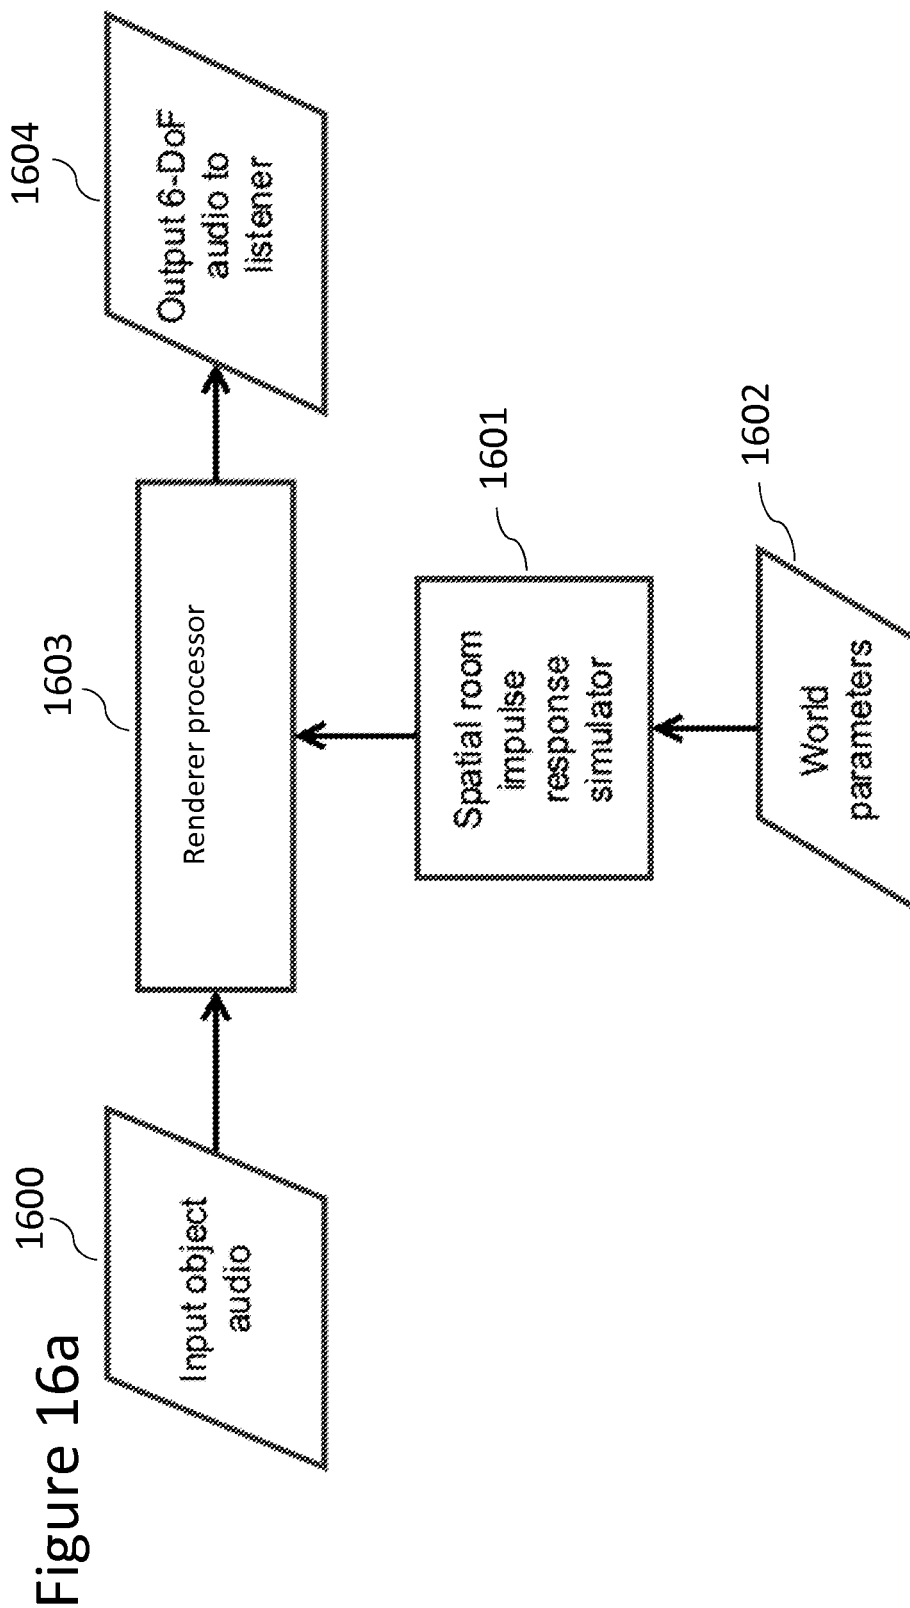 Figure 16a
1600
Input object
audio
1603
Renderer processor
1604
Output 6-DoF
audio to
listener
1601
Spatial room
impulse
response
simulator
1602
World
parameters